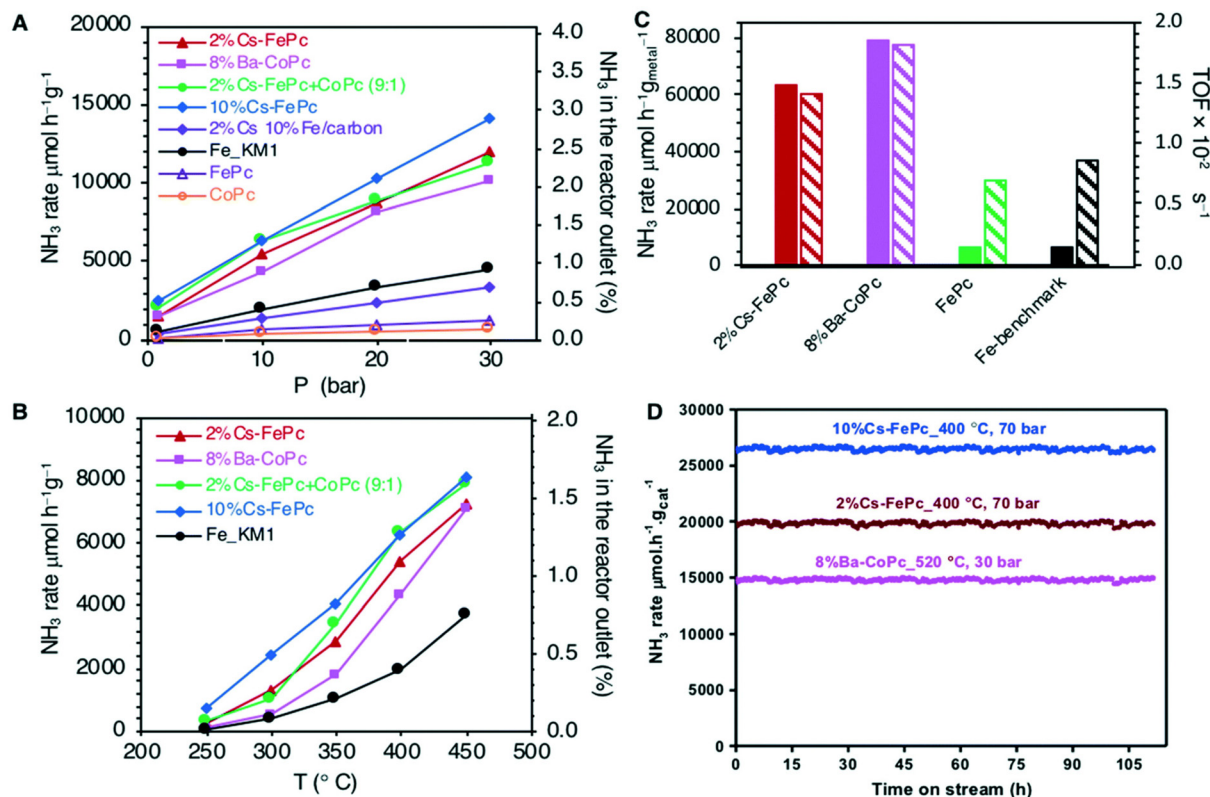 A
NH₃ rate µmol h⁻¹g⁻¹
20000
15000
10000
5000
0
2%Cs-FePc
8%Ba-CoPc
2%Cs-FePc+CoPc (9:1)
10%Cs-FePc
2%Cs 10%Fe/carbon
Fe_KM1
FePc
CoPc
4.0
3.5
3.0
2.5
2.0
1.5
1.0
0.5
0.0
NH₃ in the reactor outlet (%)
0 10 20 30
P (bar)
B
NH₃ rate µmol h⁻¹g⁻¹
10000
8000
6000
4000
2000
0
2%Cs-FePc
8%Ba-CoPc
2%Cs-FePc+CoPc (9:1)
10%Cs-FePc
Fe_KM1
2.0
1.5
1.0
0.5
0.0
NH₃ in the reactor outlet (%)
200 250 300 350 400 450 500
T (° C)
C
NH₃ rate µmol h⁻¹g_metal⁻¹
80000
60000
40000
20000
0
2.0
1.5
1.0
0.5
0.0
TOF × 10²
s⁻¹
2%Cs-FePc
8%Ba-CoPc
FePc
Fe-benchmark
D
NH₃ rate µmol.h⁻¹.g_cat⁻¹
30000
25000
20000
15000
10000
5000
0
10%Cs-FePc_400 °C, 70 bar
2%Cs-FePc_400 °C, 70 bar
8%Ba-CoPc_520 °C, 30 bar
0 15 30 45 60 75 90 105
Time on stream (h)